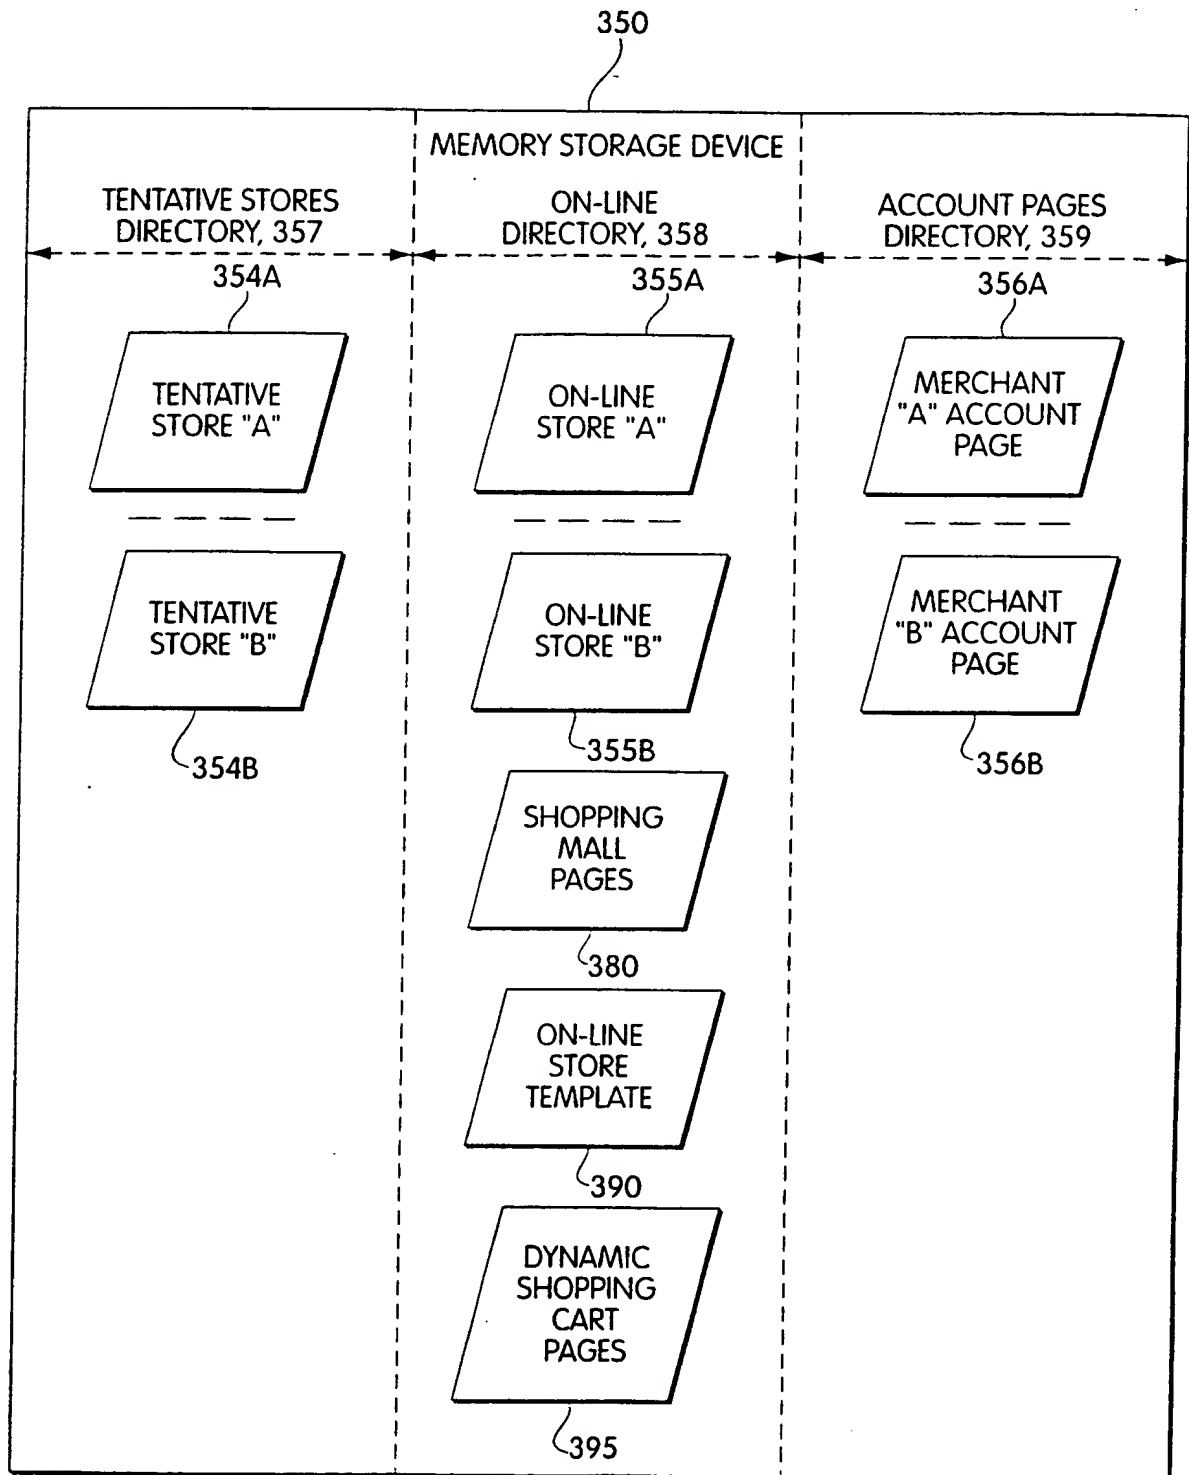 350
MEMORY STORAGE DEVICE
TENTATIVE STORES
DIRECTORY, 357
ON-LINE
DIRECTORY, 358
ACCOUNT PAGES
DIRECTORY, 359
354A
355A
356A
TENTATIVE
STORE "A"
ON-LINE
STORE "A"
MERCHANT
"A" ACCOUNT
PAGE
TENTATIVE
STORE "B"
ON-LINE
STORE "B"
MERCHANT
"B" ACCOUNT
PAGE
354B
355B
356B
SHOPPING
MALL
PAGES
380
ON-LINE
STORE
TEMPLATE
390
DYNAMIC
SHOPPING
CART
PAGES
395